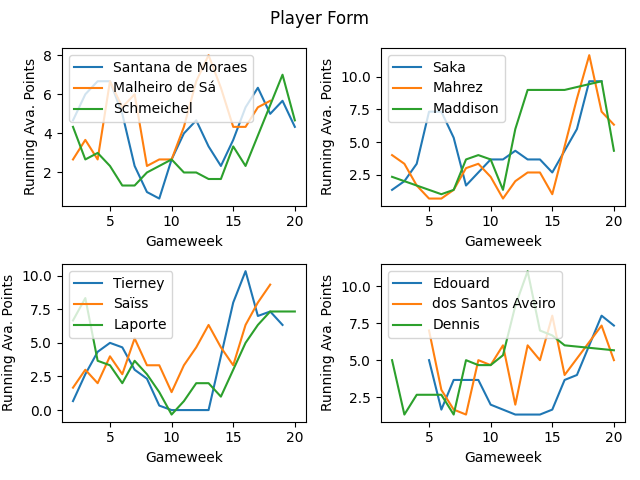 Player Form
Running Ava. Points
8
6
4
2
Santana de Moraes
Malheiro de Sá
Schmeichel
5
10
15
20
Gameweek
Running Ava. Points
10.0
7.5
5.0
2.5
Saka
Mahrez
Maddison
5
10
15
20
Gameweek
Running Ava. Points
10.0
7.5
5.0
2.5
0.0
Tierney
Saïss
Laporte
5
10
15
20
Gameweek
Running Ava. Points
10.0
7.5
5.0
2.5
Edouard
dos Santos Aveiro
Dennis
5
10
15
20
Gameweek